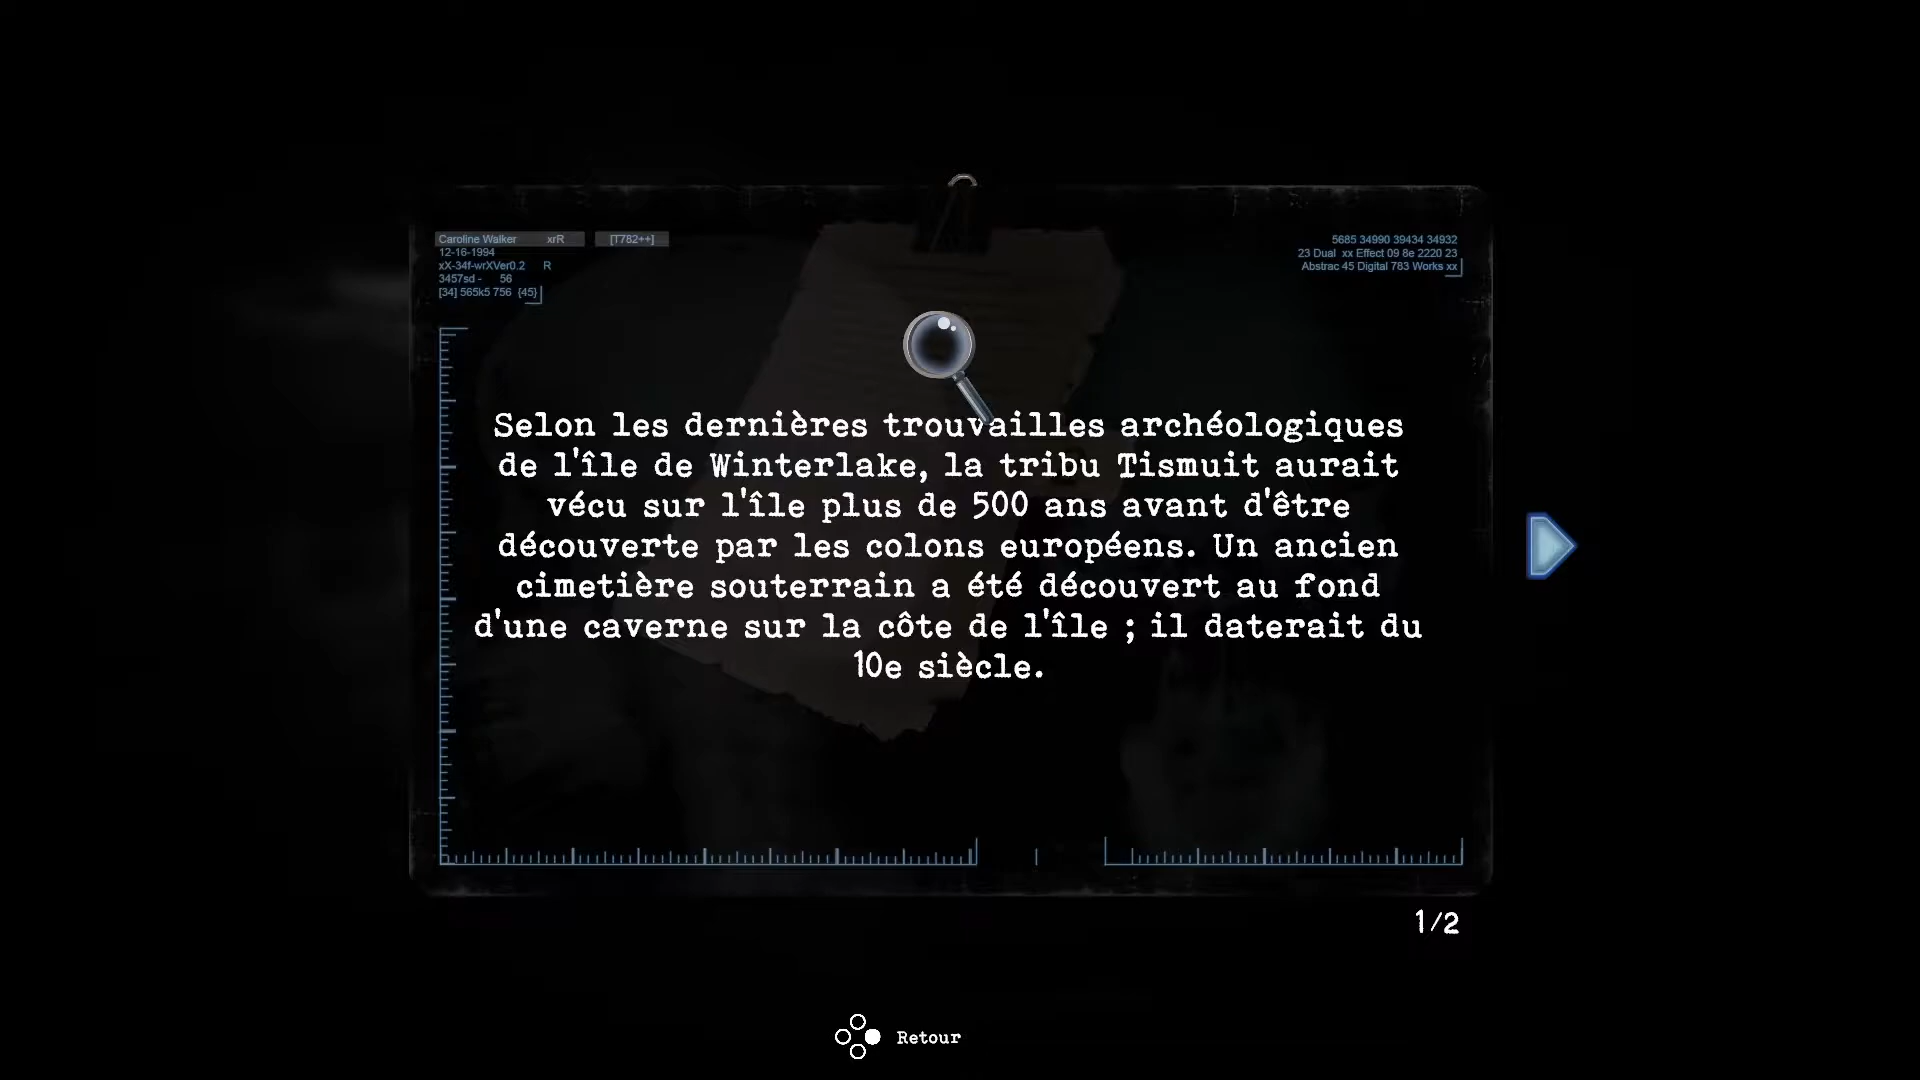 Caroline Walker xrR [T782++]
12-16-1994
xX-34f-wrXVer0.2 R
3457sd - 56
[34] 565k5 756 {45}
5685 34990 39434 34932
23 Dual xx Effect 09 8e 2220 23
Abstrac 45 Digital 783 Works xx
Selon les dernières trouvailles archéologiques
de l'île de Winterlake, la tribu Tismuit aurait
vécu sur l'île plus de 500 ans avant d'être
découverte par les colons européens. Un ancien
cimetière souterrain a été découvert au fond
d'une caverne sur la côte de l'île ; il daterait du
10e siècle.
1/2
Retour